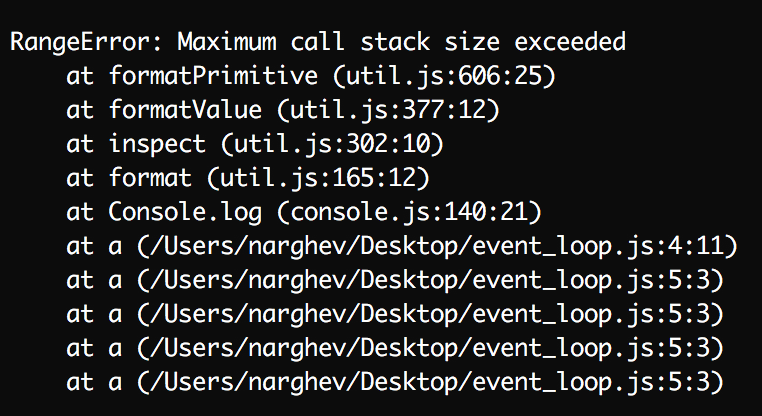 RangeError: Maximum call stack size exceeded
    at formatPrimitive (util.js:606:25)
    at formatValue (util.js:377:12)
    at inspect (util.js:302:10)
    at format (util.js:165:12)
    at Console.log (console.js:140:21)
    at a (/Users/narghev/Desktop/event_loop.js:4:11)
    at a (/Users/narghev/Desktop/event_loop.js:5:3)
    at a (/Users/narghev/Desktop/event_loop.js:5:3)
    at a (/Users/narghev/Desktop/event_loop.js:5:3)
    at a (/Users/narghev/Desktop/event_loop.js:5:3)